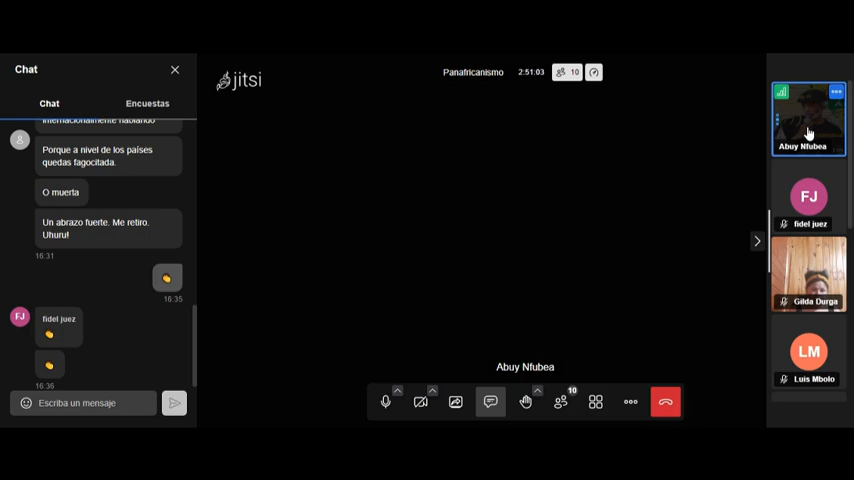 Chat
jitsi
Panafricanismo 2:51:03 10
Chat Encuestas
internacionalmente hablando
Porque a nivel de los países
quedas fagocitada.
O muerta
Un abrazo fuerte. Me retiro.
Uhuru!
16:31
👏
16:35
FJ
fidel juez
👏
👏
16:36
Escriba un mensaje
Abuy Nfubea
10
Abuy Nfubea
FJ
fidel juez
Gilda Durga
LM
Luis Mbolo